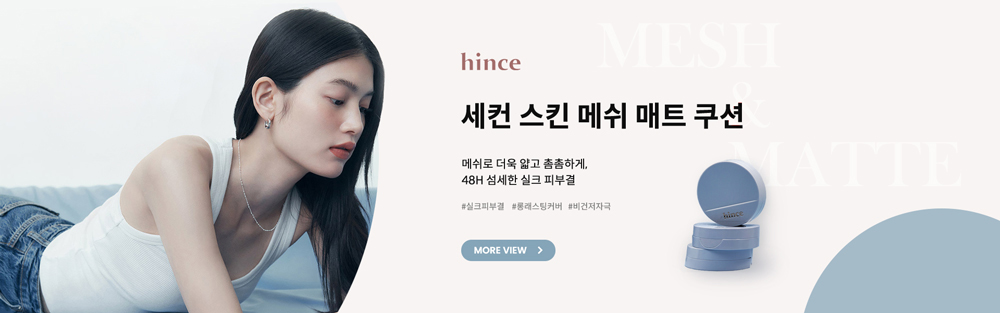 MESH
&
MATTE
hince
세컨 스킨 메쉬 매트 쿠션
메쉬로 더욱 얇고 촘촘하게,
48H 섬세한 실크 피부결
#실크피부결 #롱래스팅커버 #비건저자극
MORE VIEW
hince